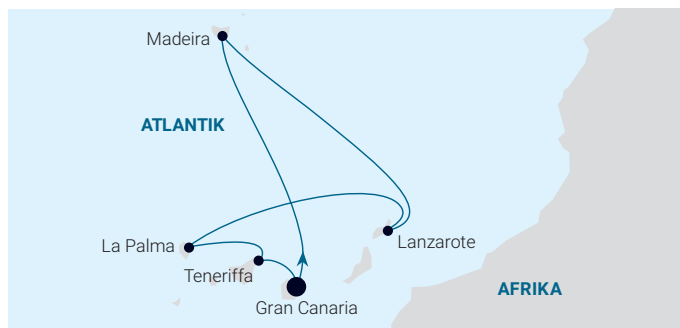 Madeira
ATLANTIK
La Palma
Lanzarote
Teneriffa
AFRIKA
Gran Canaria